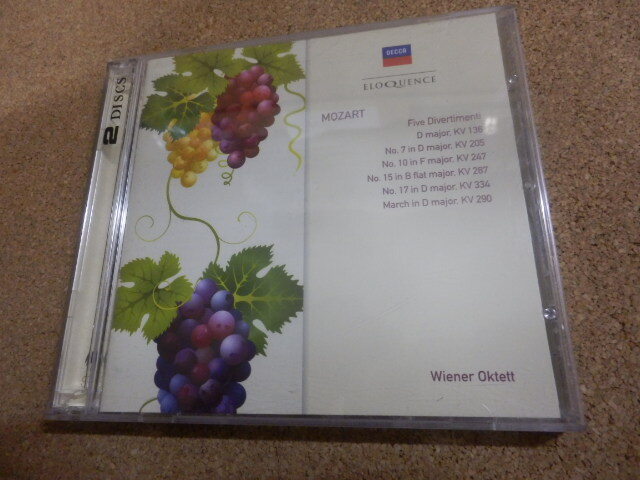 2 DISCS
DECCA
ELOQUENCE
MOZART
Five Divertimenti
D major, KV 136
No. 7 in D major, KV 205
No. 10 in F major, KV 247
No. 15 in B flat major, KV 287
No. 17 in D major, KV 334
March in D major, KV 290
Wiener Oktett